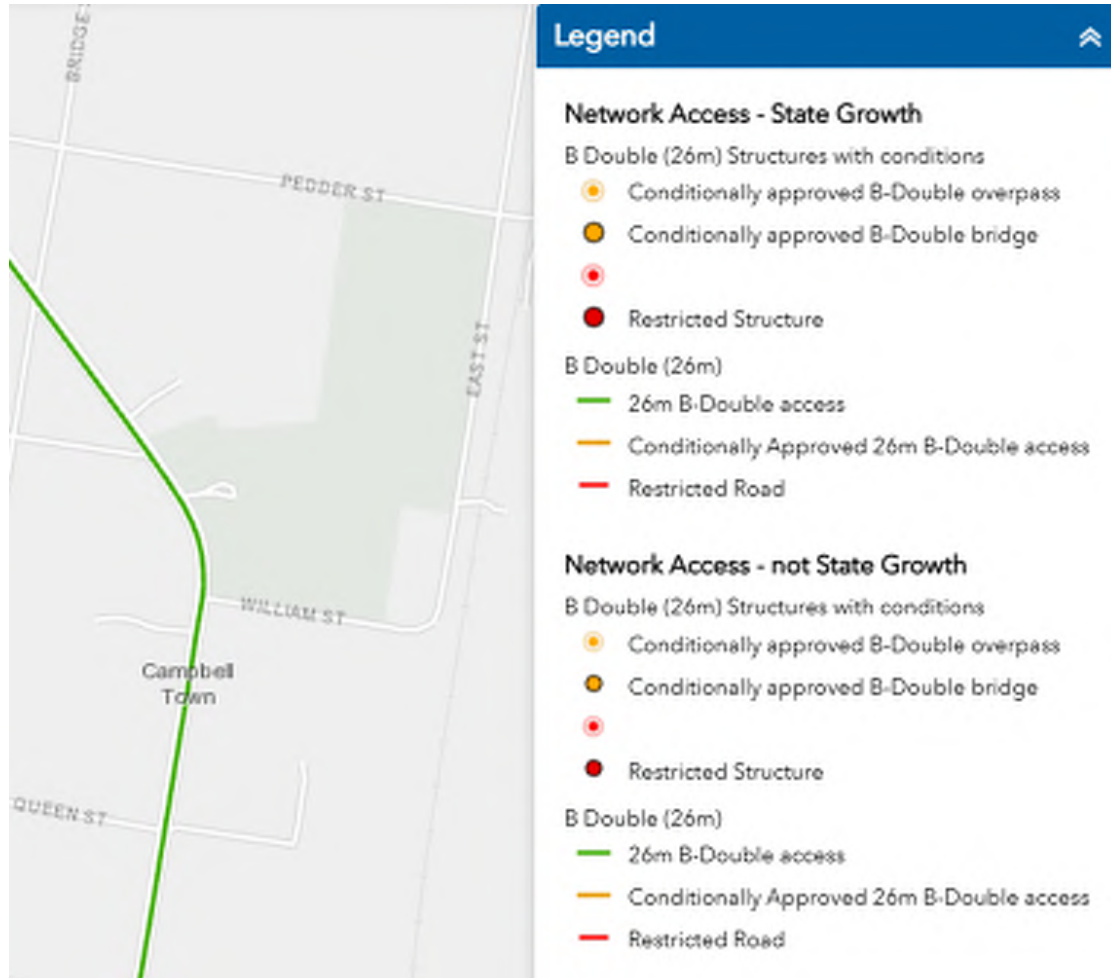 BRIDGE
PEDDER ST
EAST ST
WILLIAM ST
Campbell
Town
QUEEN ST
Legend
Network Access - State Growth
B Double (26m) Structures with conditions
Conditionally approved B-Double overpass
Conditionally approved B-Double bridge
Restricted Structure
B Double (26m)
26m B-Double access
Conditionally Approved 26m B-Double access
Restricted Road
Network Access - not State Growth
B Double (26m) Structures with conditions
Conditionally approved B-Double overpass
Conditionally approved B-Double bridge
Restricted Structure
B Double (26m)
26m B-Double access
Conditionally Approved 26m B-Double access
Restricted Road